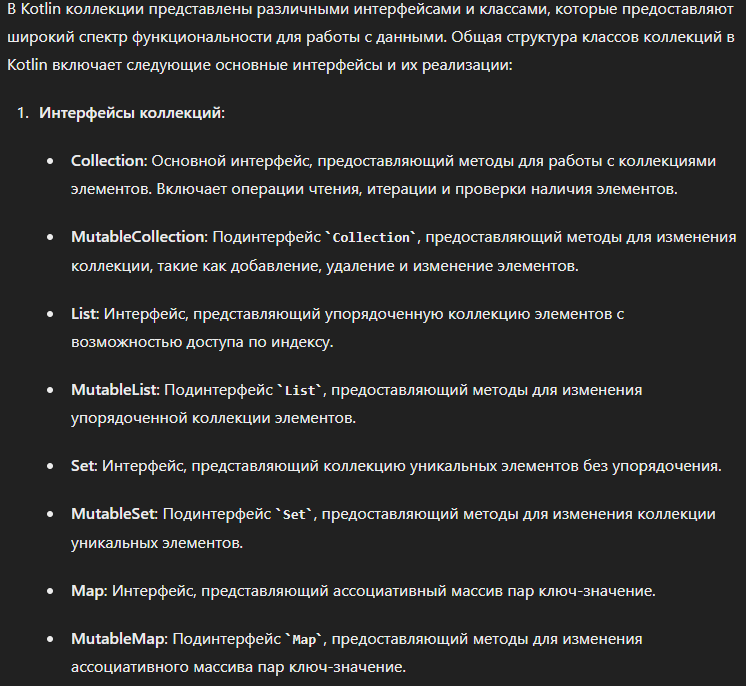 В Kotlin коллекции представлены различными интерфейсами и классами, которые предоставляют
широкий спектр функциональности для работы с данными. Общая структура классов коллекций в
Kotlin включает следующие основные интерфейсы и их реализации:
1. Интерфейсы коллекций:
• Collection: Основной интерфейс, предоставляющий методы для работы с коллекциями
элементов. Включает операции чтения, итерации и проверки наличия элементов.
• MutableCollection: Подинтерфейс `Collection`, предоставляющий методы для изменения
коллекции, такие как добавление, удаление и изменение элементов.
• List: Интерфейс, представляющий упорядоченную коллекцию элементов с
возможностью доступа по индексу.
• MutableList: Подинтерфейс `List`, предоставляющий методы для изменения
упорядоченной коллекции элементов.
• Set: Интерфейс, представляющий коллекцию уникальных элементов без упорядочения.
• MutableSet: Подинтерфейс `Set`, предоставляющий методы для изменения коллекции
уникальных элементов.
• Map: Интерфейс, представляющий ассоциативный массив пар ключ-значение.
• MutableMap: Подинтерфейс `Map`, предоставляющий методы для изменения
ассоциативного массива пар ключ-значение.